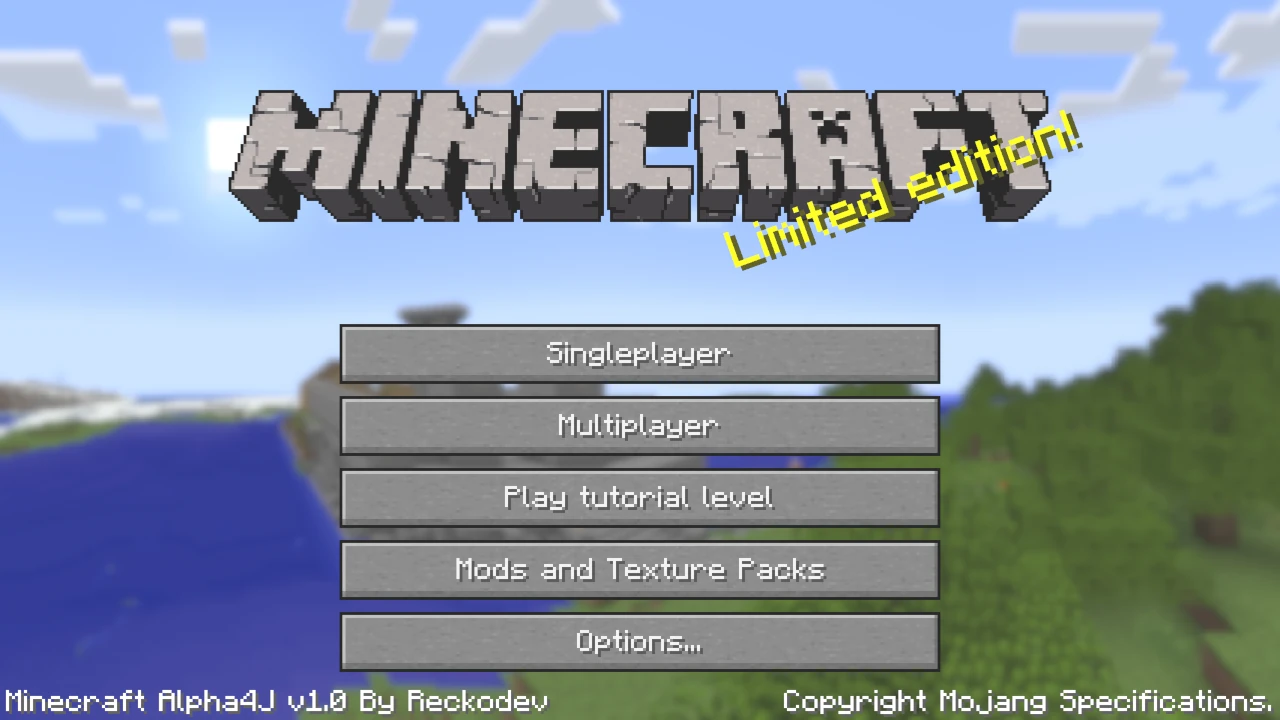 MINECRAFT
Limited edition!
Singleplayer
Multiplayer
Play tutorial level
Mods and Texture Packs
Options...
Minecraft Alpha4J v1.0 By Reckodev
Copyright Mojang Specifications.